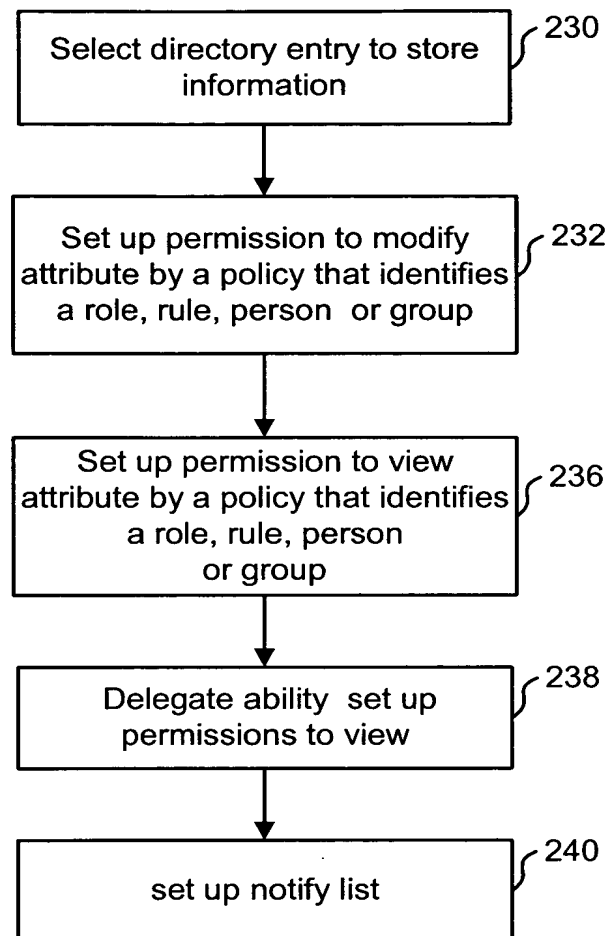 Select directory entry to store
information
230
Set up permission to modify
attribute by a policy that identifies
a role, rule, person or group
232
Set up permission to view
attribute by a policy that identifies
a role, rule, person
or group
236
Delegate ability set up
permissions to view
238
set up notify list
240